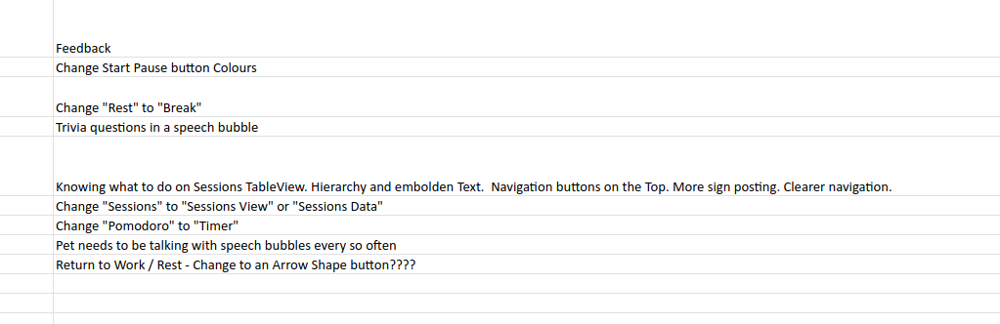 Feedback
Change Start Pause button Colours
Change "Rest" to "Break"
Trivia questions in a speech bubble
Knowing what to do on Sessions TableView. Hierarchy and embolden Text.  Navigation buttons on the Top. More sign posting. Clearer navigation.
Change "Sessions" to "Sessions View" or "Sessions Data"
Change "Pomodoro" to "Timer"
Pet needs to be talking with speech bubbles every so often
Return to Work / Rest - Change to an Arrow Shape button????